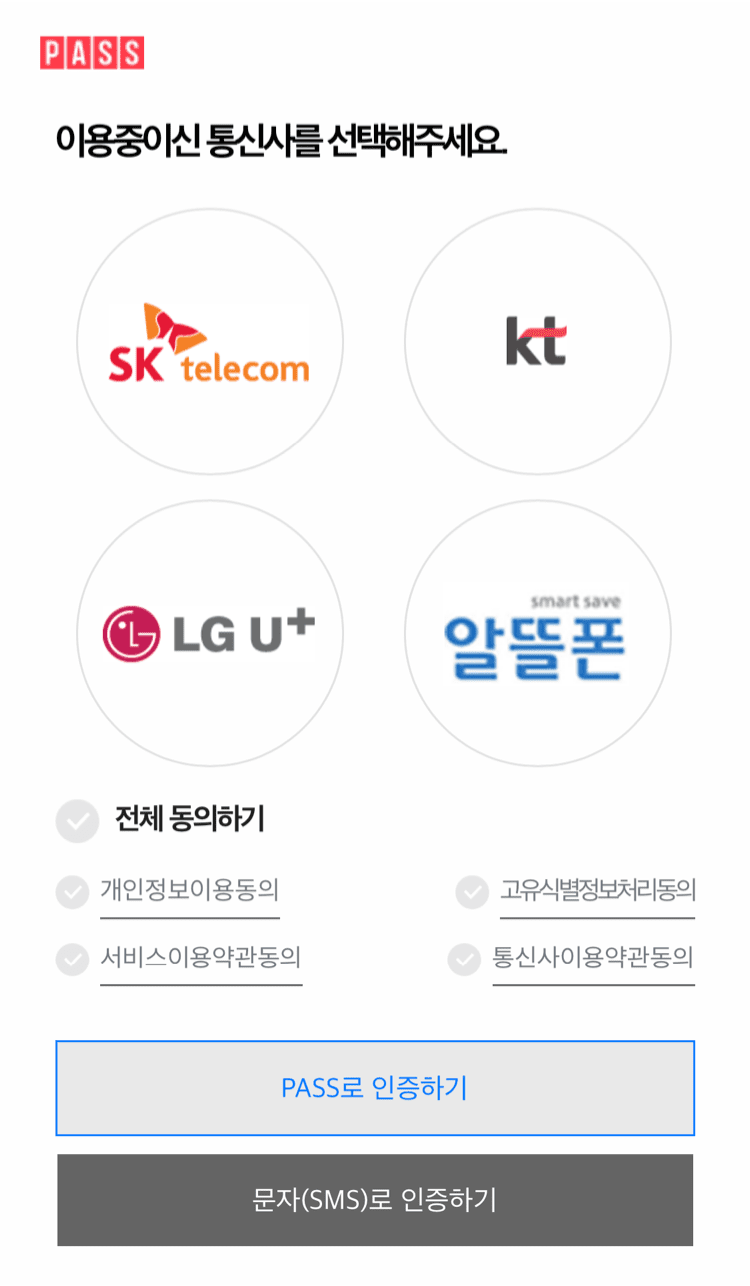 PASS
이용중이신 통신사를 선택해주세요.
SK telecom
kt
LG U+
smart save
알뜰폰
전체 동의하기
개인정보이용동의
고유식별정보처리동의
서비스이용약관동의
통신사이용약관동의
PASS로 인증하기
문자(SMS)로 인증하기